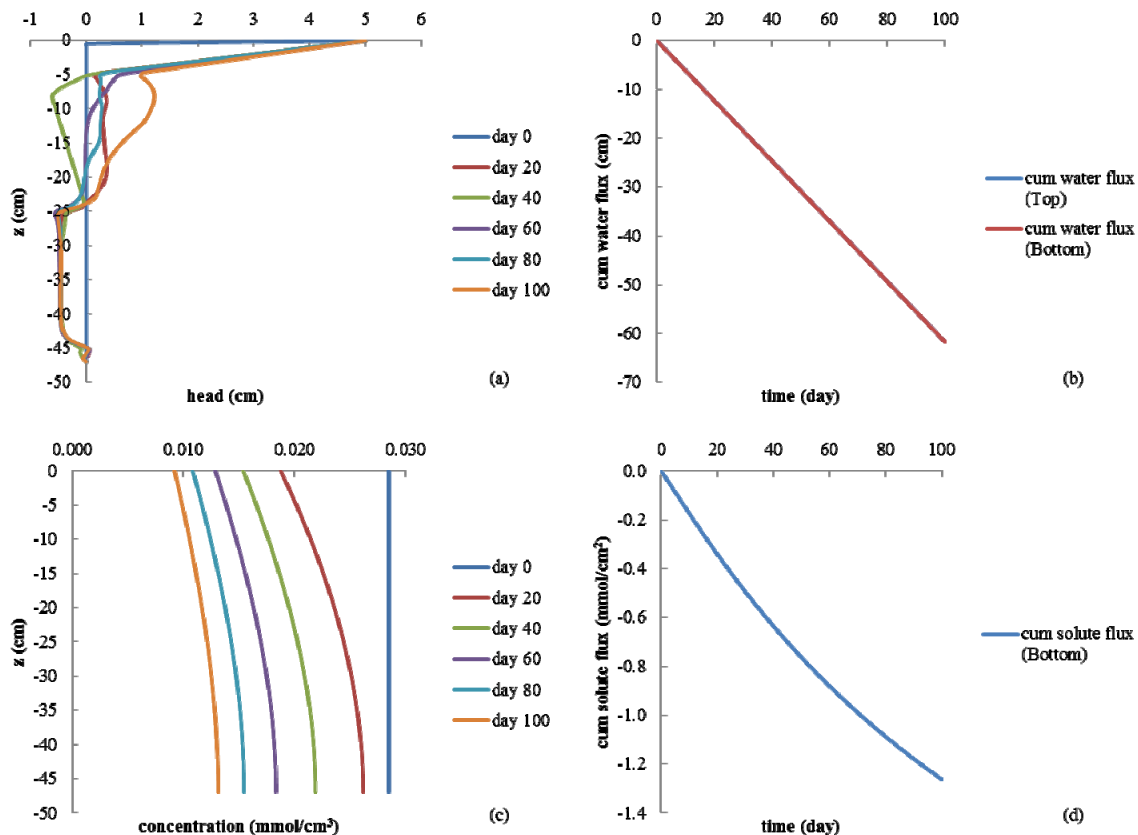 -1 0 1 2 3 4 5 6
0
-5
-10
-15
-20
-25
-30
-35
-40
-45
-50
z (cm)
head (cm)
(a)
day 0
day 20
day 40
day 60
day 80
day 100
0 20 40 60 80 100
0
-10
-20
-30
-40
-50
-60
-70
cum water flux (cm)
time (day)
(b)
cum water flux
(Top)
cum water flux
(Bottom)
0.000 0.010 0.020 0.030
0
-5
-10
-15
-20
-25
-30
-35
-40
-45
-50
z (cm)
concentration (mmol/cm³)
(c)
day 0
day 20
day 40
day 60
day 80
day 100
0 20 40 60 80 100
0.0
-0.2
-0.4
-0.6
-0.8
-1.0
-1.2
-1.4
cum solute flux (mmol/cm²)
time (day)
(d)
cum solute flux
(Bottom)